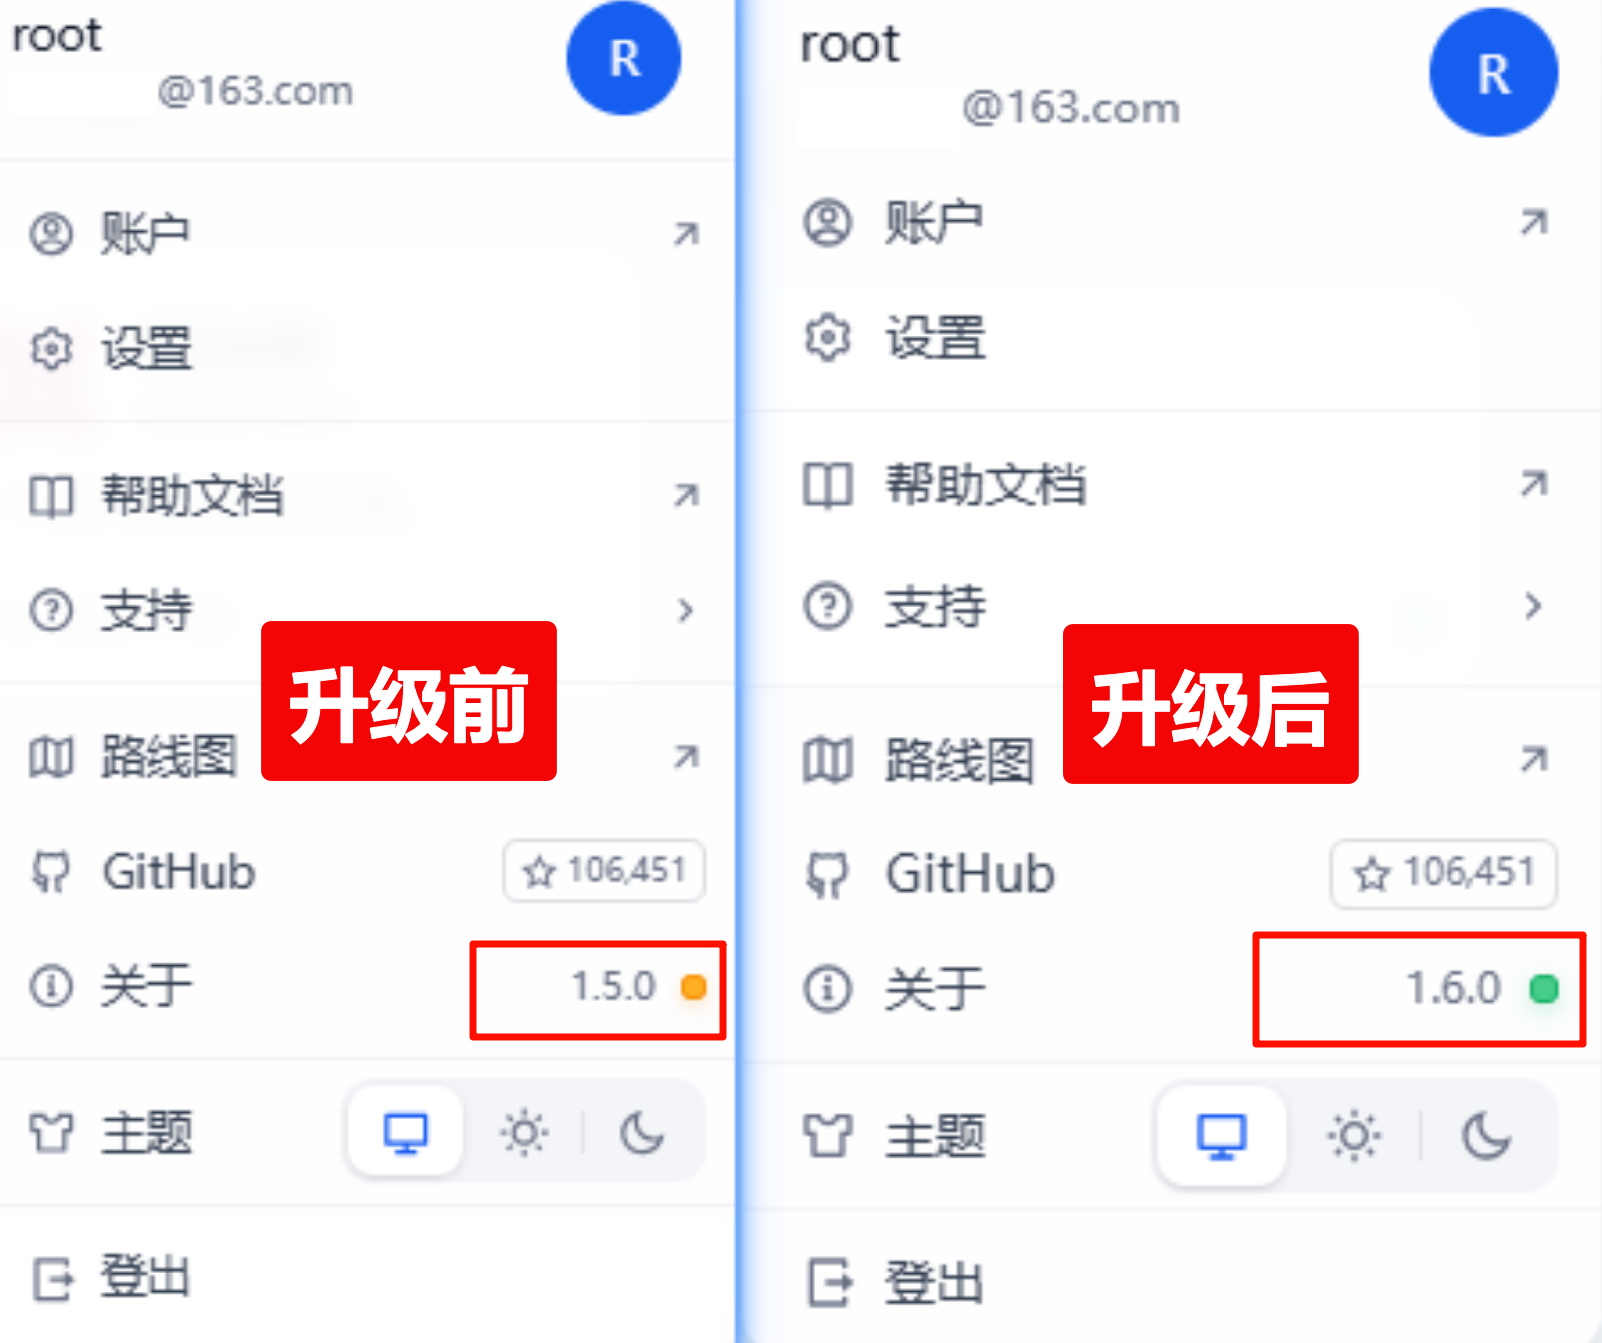 root
R
@163.com
账户
设置
帮助文档
支持
升级前
路线图
GitHub
106,451
关于
1.5.0
主题
登出
root
R
@163.com
账户
设置
帮助文档
支持
升级后
路线图
GitHub
106,451
关于
1.6.0
主题
登出